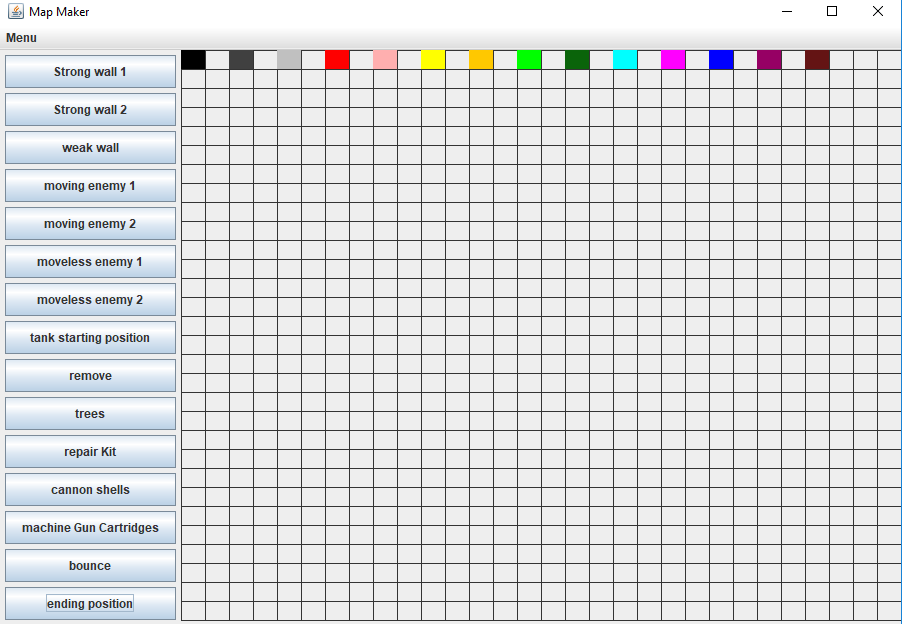 Map Maker
Menu
Strong wall 1
Strong wall 2
weak wall
moving enemy 1
moving enemy 2
moveless enemy 1
moveless enemy 2
tank starting position
remove
trees
repair Kit
cannon shells
machine Gun Cartridges
bounce
ending position